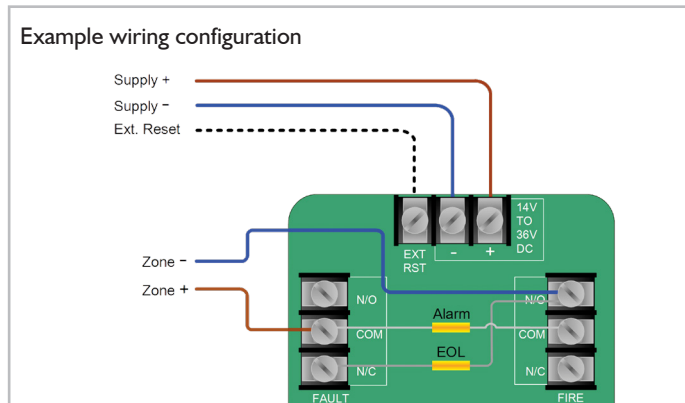 Example wiring configuration
Supply +
Supply -
Ext. Reset
14V
TO
36V
DC
EXT
RST
-
+
Zone -
Zone +
N/O
COM
N/C
FAULT
Alarm
EOL
N/O
COM
N/C
FIRE